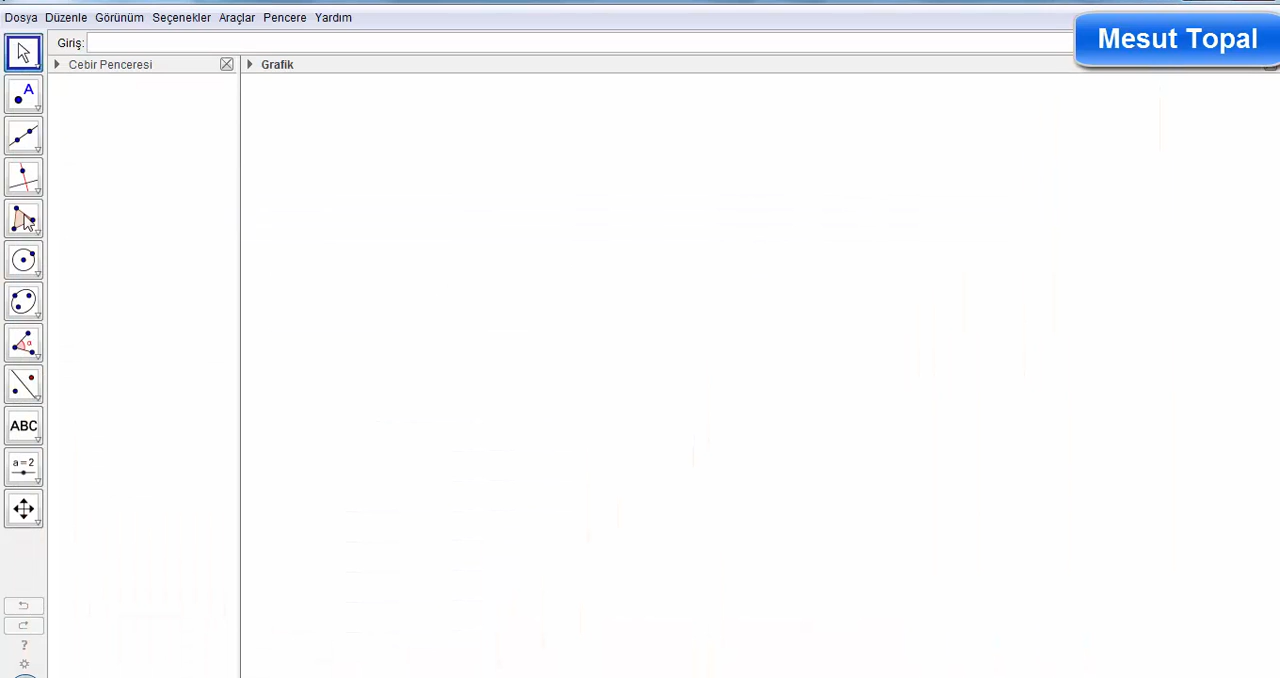 Dosya Düzenle Görünüm Seçenekler Araçlar Pencere Yardım
Mesut Topal
Giriş:
Cebir Penceresi
Grafik
A
α
ABC
a=2
?